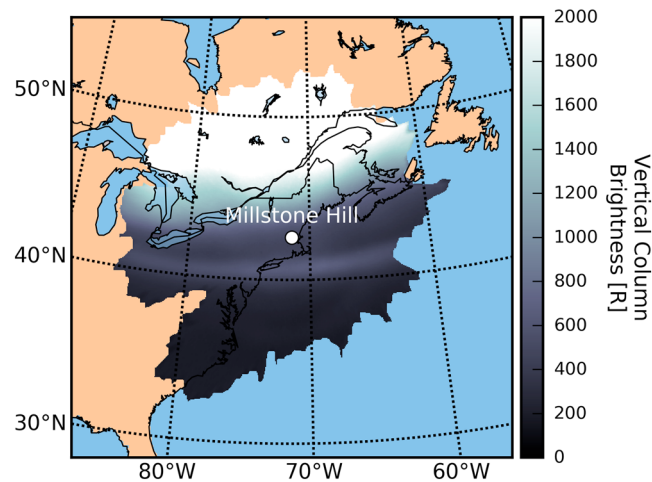 50°N
40°N
30°N
80°W
70°W
60°W
Millstone Hill
2000
1800
1600
1400
1200
1000
800
600
400
200
0
Vertical Column
Brightness [R]